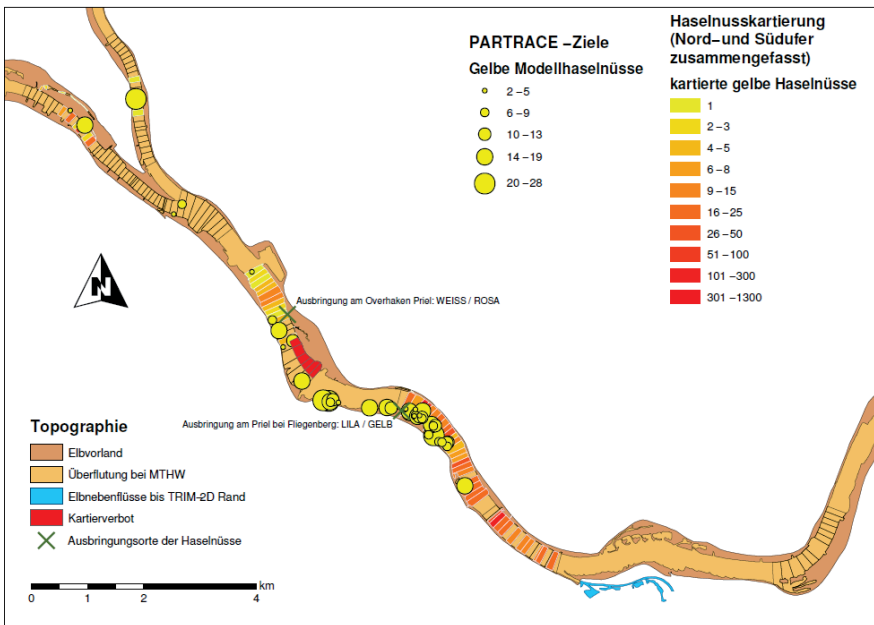 PARTRACE –Ziele
Gelbe Modellhaselnüsse
2 –5
6 –9
10 –13
14 –19
20 –28
Haselnusskartierung
(Nord–und Südufer
zusammengefasst)
kartierte gelbe Haselnüsse
1
2 –3
4 –5
6 –8
9 –15
16 –25
26 –50
51 –100
101 –300
301 –1300
N
Ausbringung am Overhaken Priel: WEISS / ROSA
Ausbringung am Priel bei Fliegenberg: LILA / GELB
Topographie
Elbvorland
Überflutung bei MTHW
Elbnebenflüsse bis TRIM–2D Rand
Kartierverbot
Ausbringungsorte der Haselnüsse
km
0 1 2 4